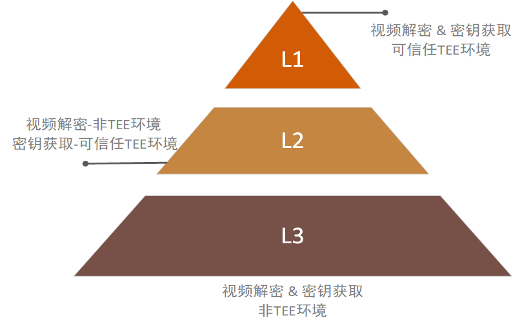 视频解密 & 密钥获取
可信任TEE环境
L1
视频解密-非TEE环境
密钥获取-可信任TEE环境
L2
L3
视频解密 & 密钥获取
非TEE环境